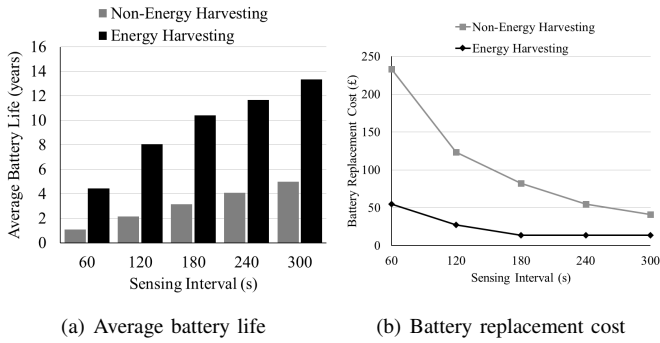 Non-Energy Harvesting
Energy Harvesting
Average Battery Life (years)
16
14
12
10
8
6
4
2
0
60 120 180 240 300
Sensing Interval (s)
(a) Average battery life
Non-Energy Harvesting
Energy Harvesting
Battery Replacement Cost (£)
250
200
150
100
50
0
60 120 180 240 300
Sensing Interval (s)
(b) Battery replacement cost